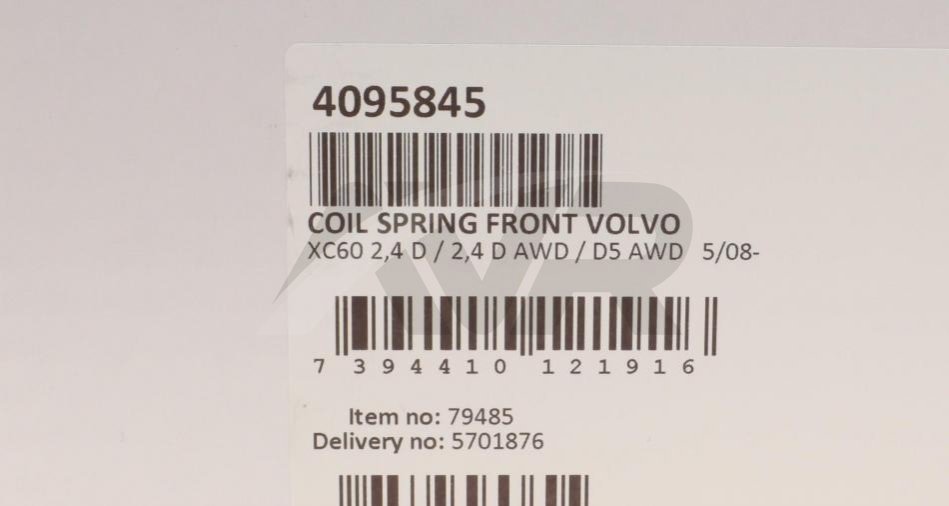 4095845
COIL SPRING FRONT VOLVO
XC60 2,4 D / 2,4 D AWD / D5 AWD 5/08-
7 394410 121916
Item no: 79485
Delivery no: 5701876